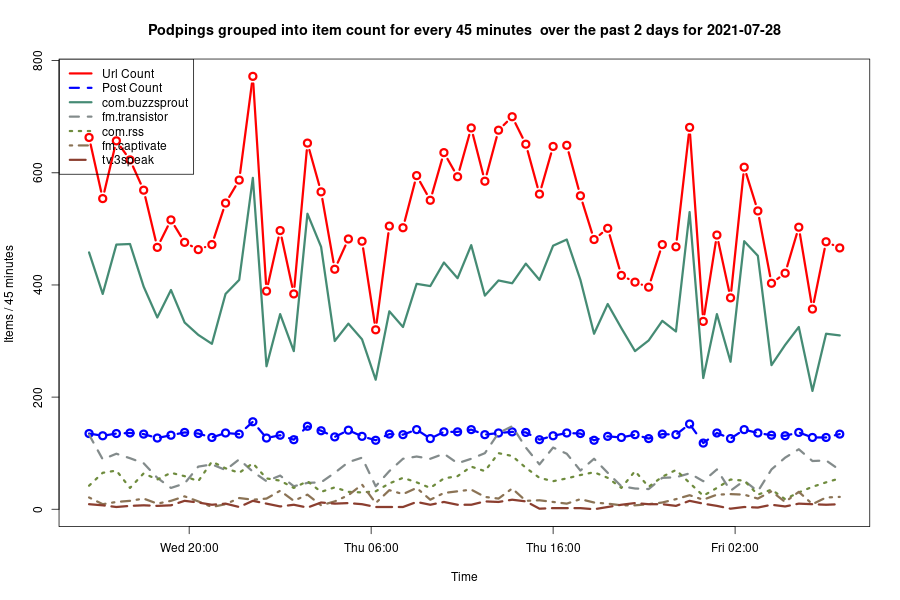 Podpings grouped into item count for every 45 minutes  over the past 2 days for 2021-07-28
Url Count
Post Count
com.buzzsprout
fm.transistor
com.rss
fm.captivate
tv.3speak
Items / 45 minutes
800
600
400
200
0
Wed 20:00
Thu 06:00
Thu 16:00
Fri 02:00
Time